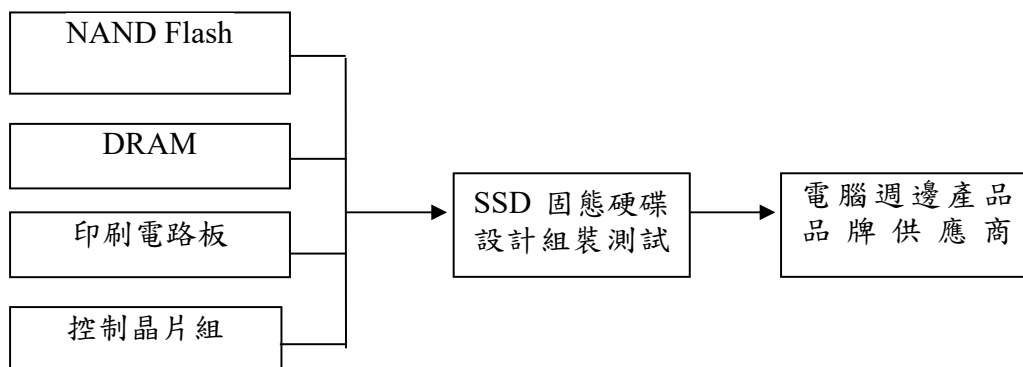 NAND Flash
DRAM
印刷電路板
控制晶片組
SSD 固態硬碟
設計組裝測試
電腦週邊產品
品牌供應商